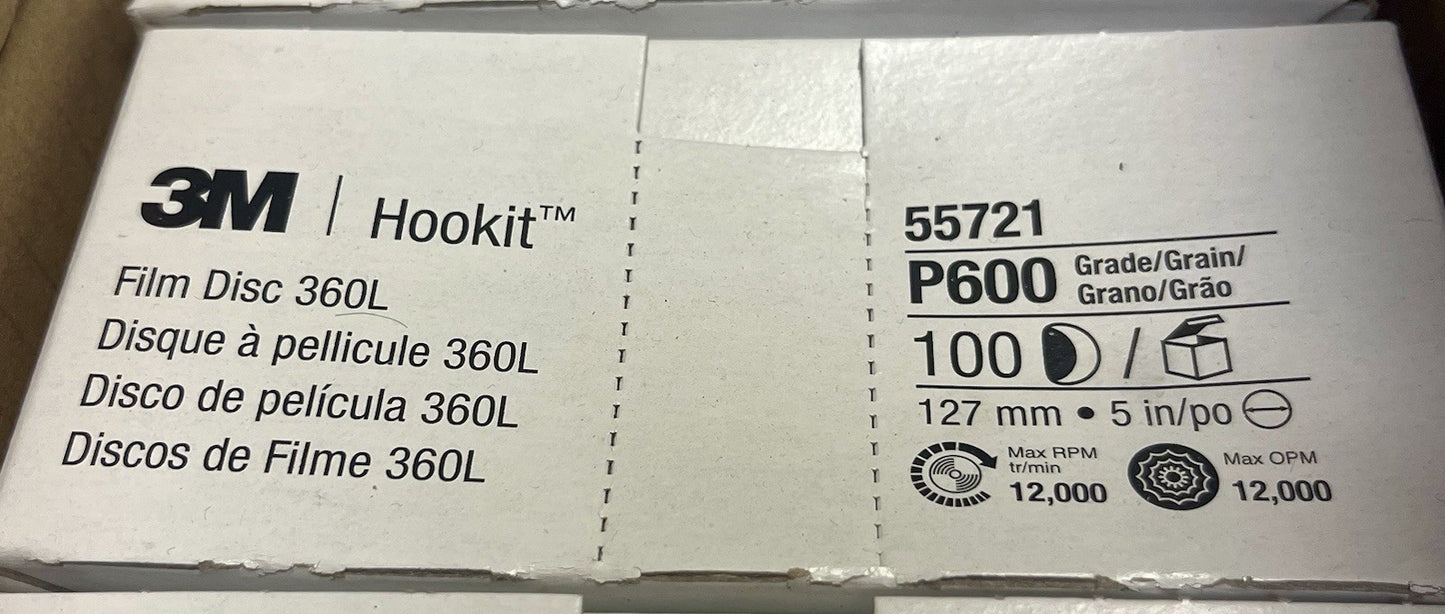 3M | Hookit™
Film Disc 360L
Disque à pellicule 360L
Disco de película 360L
Discos de Filme 360L
55721
P600 Grade/Grain/
Grano/Grão
100 /
127 mm • 5 in/po
Max RPM
tr/min
12,000
Max OPM
12,000